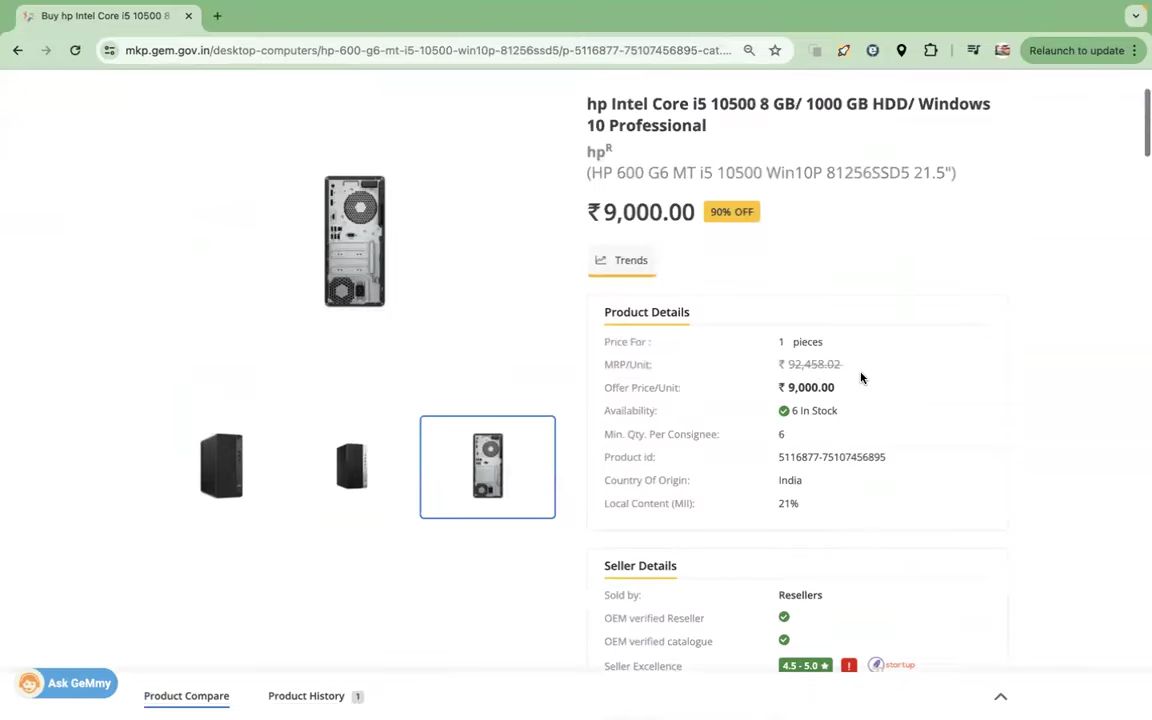 Buy hp Intel Core i5 10500 8
mkp.gem.gov.in/desktop-computers/hp-600-g6-mt-i5-10500-win10p-81256ssd5/p-5116877-75107456895-cat....
Relaunch to update
hp Intel Core i5 10500 8 GB/ 1000 GB HDD/ Windows
10 Professional
hpR
(HP 600 G6 MT i5 10500 Win10P 81256SSD5 21.5")
₹9,000.00 90% OFF
Trends
Product Details
Price For : 1 pieces
MRP/Unit: ₹ 92,458.02
Offer Price/Unit: ₹ 9,000.00
Availability: 6 In Stock
Min. Qty. Per Consignee: 6
Product id: 5116877-75107456895
Country Of Origin: India
Local Content (MII): 21%
Seller Details
Sold by: Resellers
OEM verified Reseller
OEM verified catalogue
Seller Excellence 4.5 - 5.0 ★ ! startup
Ask GeMmy
Product Compare Product History 1